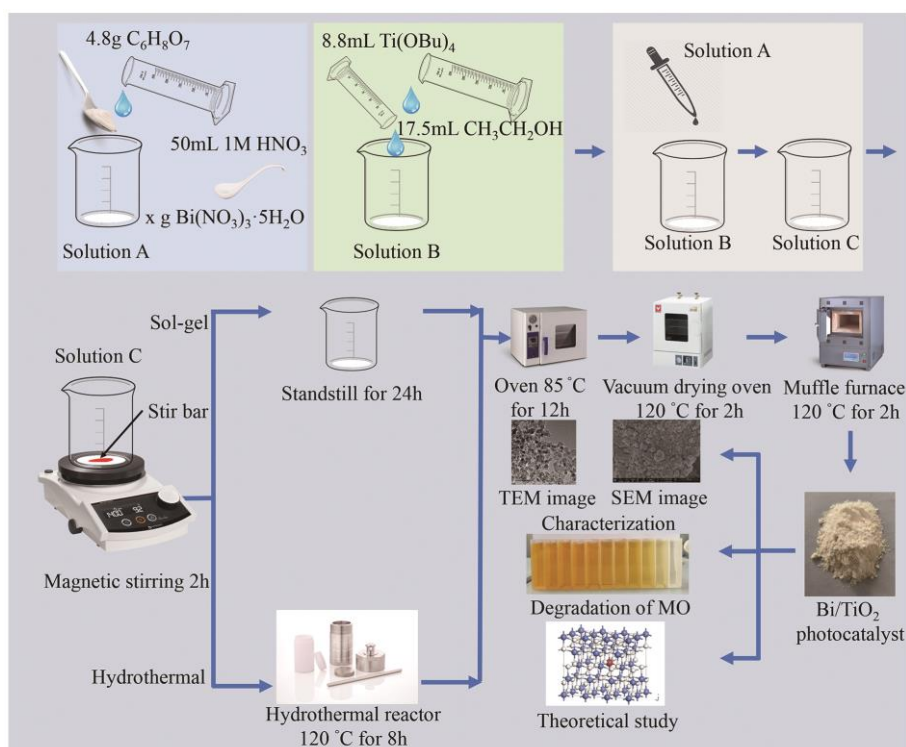 4.8g C₆H₈O₇
50mL 1M HNO₃
x g Bi(NO₃)₃·5H₂O
Solution A
8.8mL Ti(OBu)₄
17.5mL CH₃CH₂OH
Solution B
Solution A
Solution B
Solution C
Solution C
Stir bar
Magnetic stirring 2h
Sol-gel
Standstill for 24h
Hydrothermal
Hydrothermal reactor
120 ℃ for 8h
Oven 85 ℃
for 12h
Vacuum drying oven
120 ℃ for 2h
Muffle furnace
120 ℃ for 2h
TEM image
SEM image
Characterization
Degradation of MO
Theoretical study
Bi/TiO₂
photocatalyst